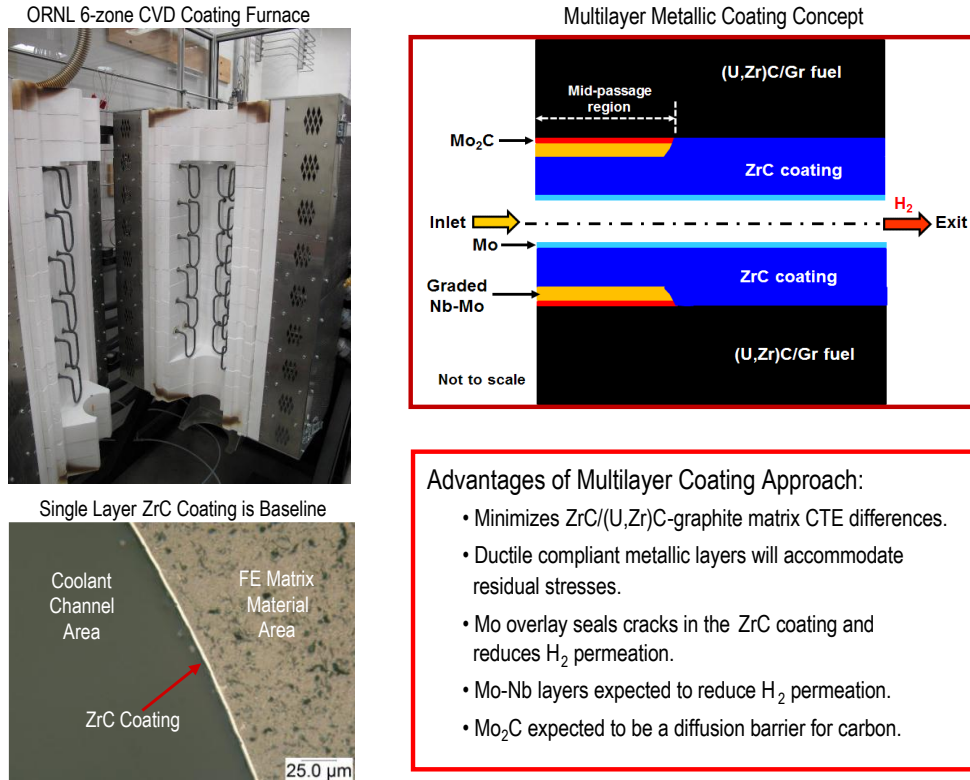 ORNL 6-zone CVD Coating Furnace
Multilayer Metallic Coating Concept
(U,Zr)C/Gr fuel
Mid-passage
region
Mo₂C
ZrC coating
H₂
Inlet
Exit
Mo
ZrC coating
Graded
Nb-Mo
(U,Zr)C/Gr fuel
Not to scale
Single Layer ZrC Coating is Baseline
Coolant
Channel
Area
FE Matrix
Material
Area
ZrC Coating
25.0 µm
Advantages of Multilayer Coating Approach:
• Minimizes ZrC/(U,Zr)C-graphite matrix CTE differences.
• Ductile compliant metallic layers will accommodate
residual stresses.
• Mo overlay seals cracks in the ZrC coating and
reduces H₂ permeation.
• Mo-Nb layers expected to reduce H₂ permeation.
• Mo₂C expected to be a diffusion barrier for carbon.